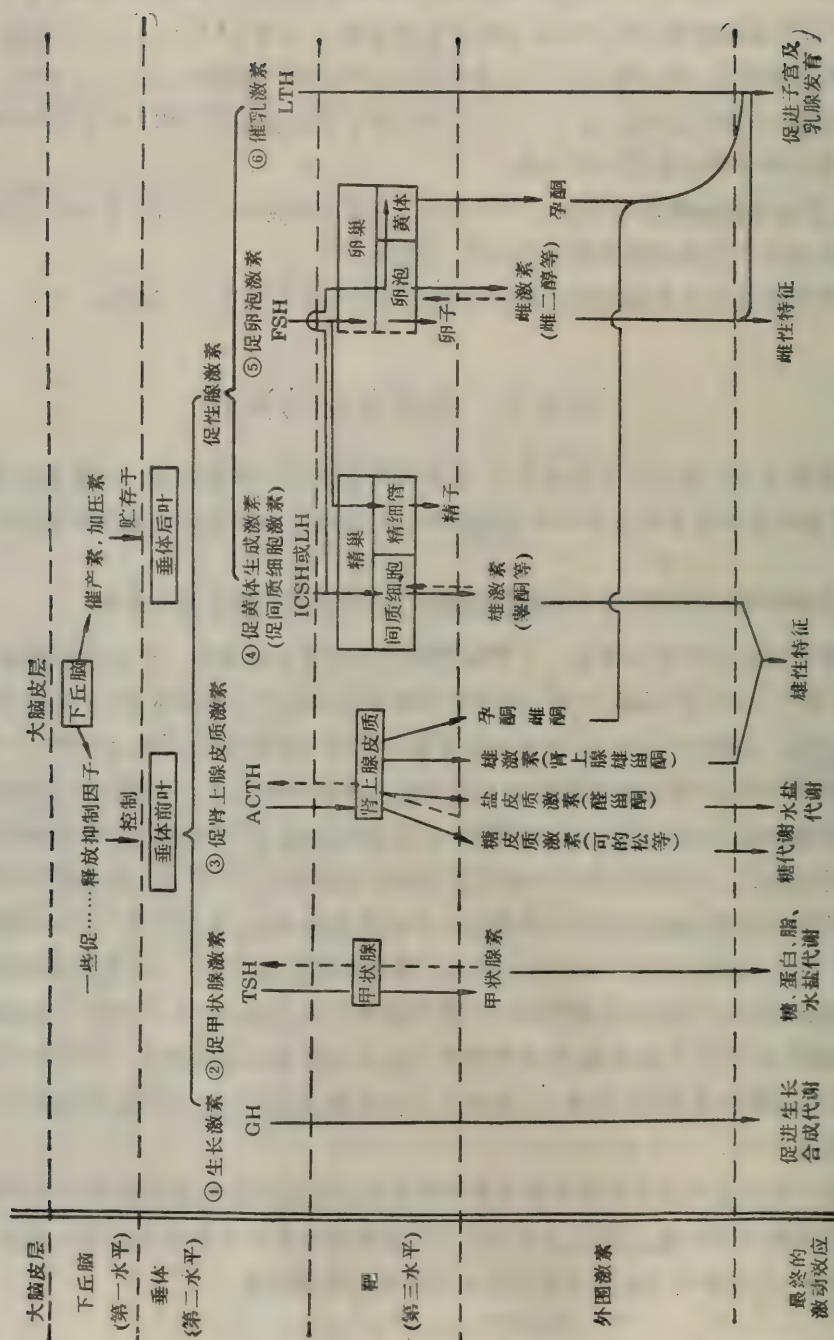 大脑皮层
下丘脑
(第一水平)
垂体
(第二水平)
靶
(第三水平)
外围激素
最终的
激动效应
大脑皮层
下丘脑
一些促……释放抑制因子
催产素,加压素
控制
贮存于
垂体前叶
垂体后叶
促性腺激素
①生长激素
GH
②促甲状腺激素
TSH
③促肾上腺皮质激素
ACTH
④促黄体生成激素
(促间质细胞激素)
ICSH或LH
⑤促卵泡激素
FSH
⑥催乳激素
LTH
甲状腺
肾上腺皮质
精巢
间质细胞
精细管
卵巢
卵泡
黄体
精子
卵子
甲状腺素
糖皮质激素(可的松等)
盐皮质激素(醛甾酮)
雄激素(肾上腺雄甾酮)
孕酮
雌酮
雄激素
(睾酮等)
雌激素
(雌二醇等)
孕酮
促进生长
合成代谢
糖、蛋白、脂、
水盐代谢
糖代谢
水盐
代谢
雄性特征
雌性特征
促进子宫及
乳腺发育